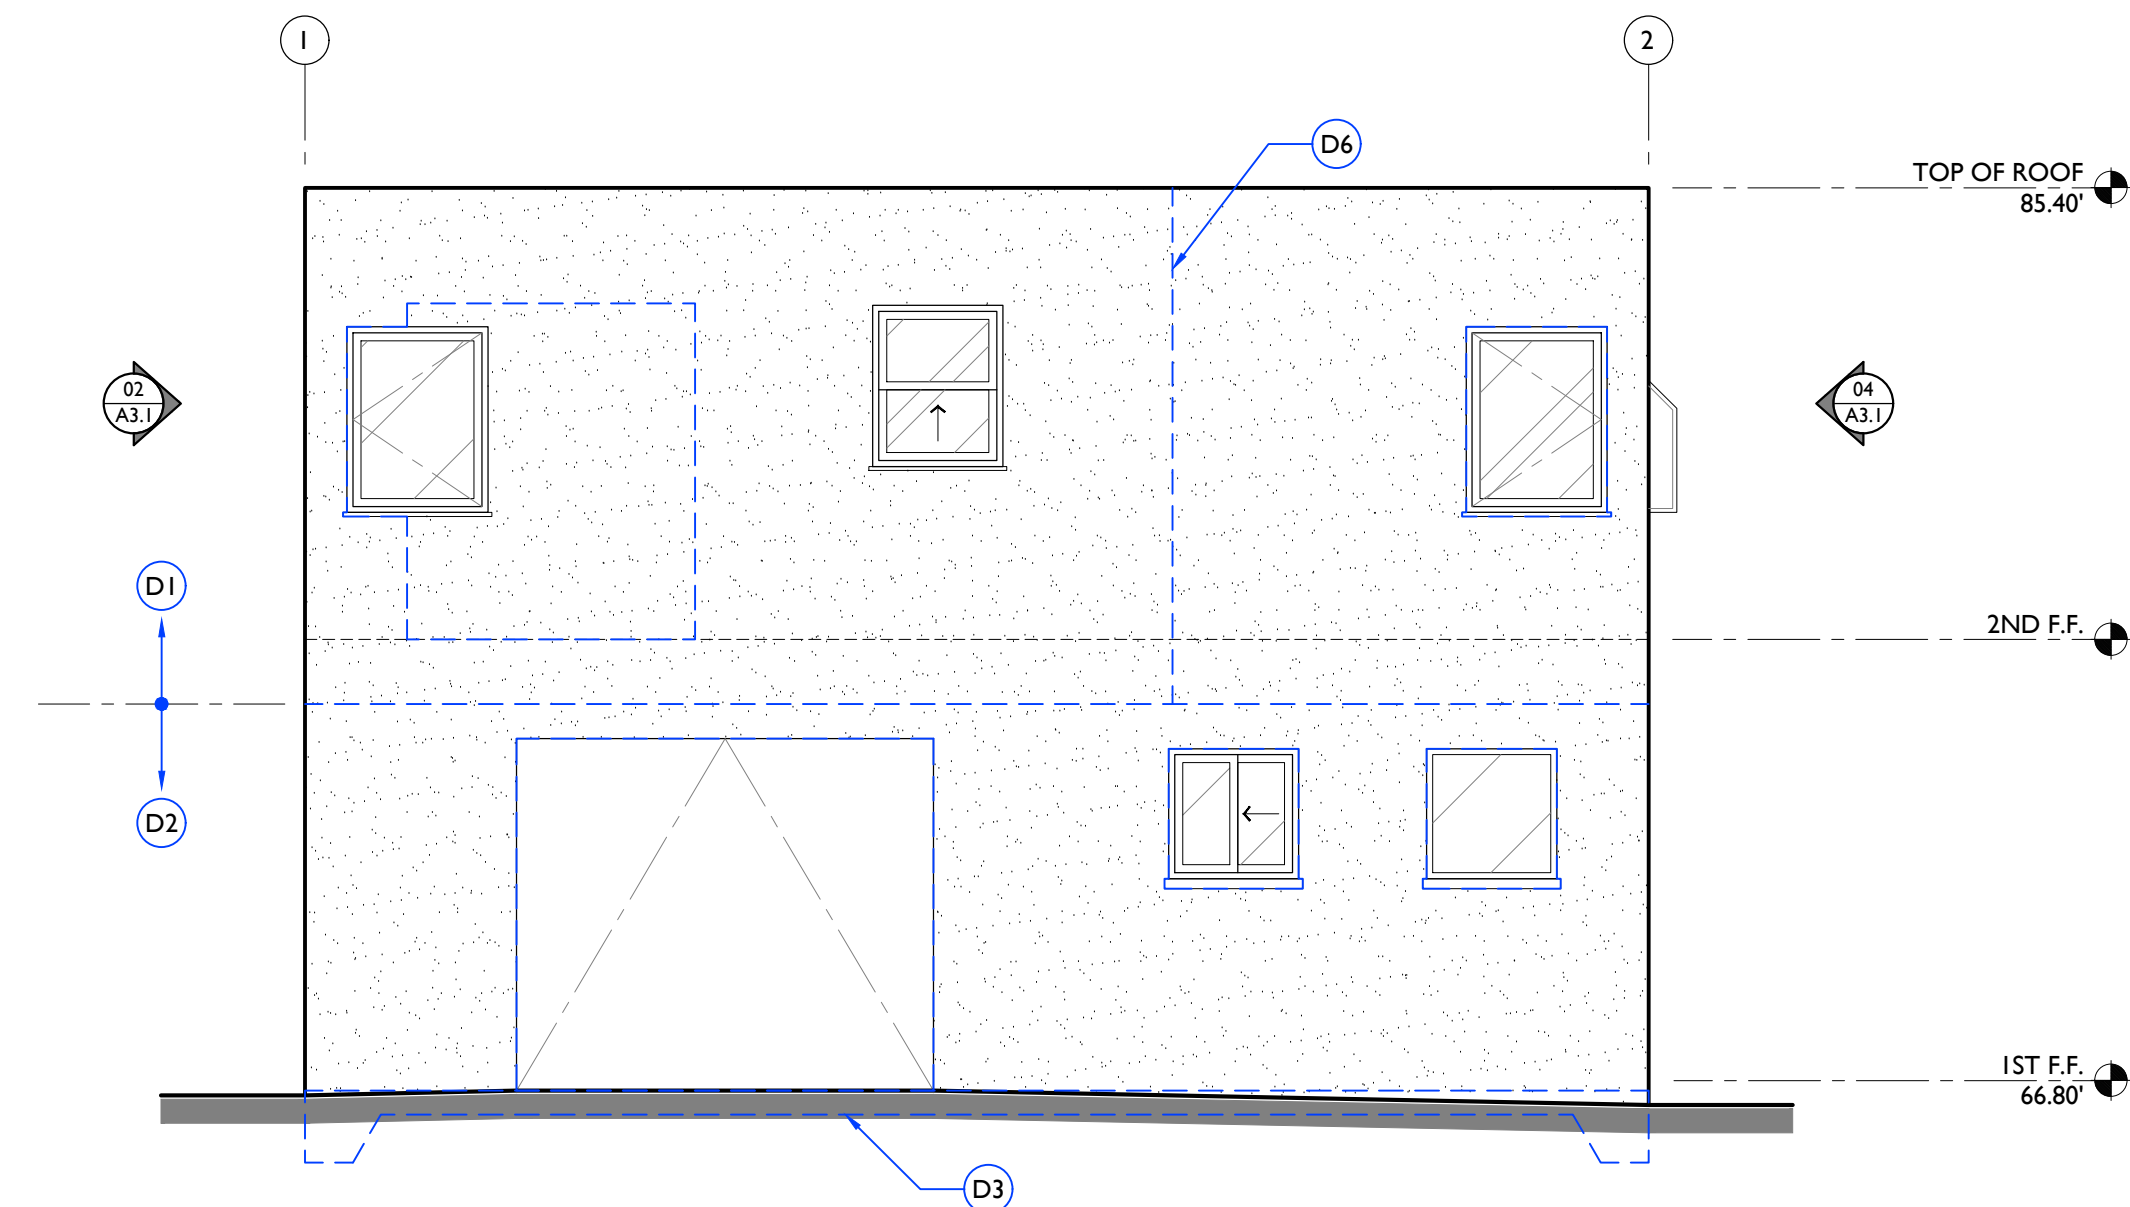 1
2
D6
TOP OF ROOF
85.40'
02
A3.1
04
A3.1
D1
2ND F.F.
D2
1ST F.F.
66.80'
D3